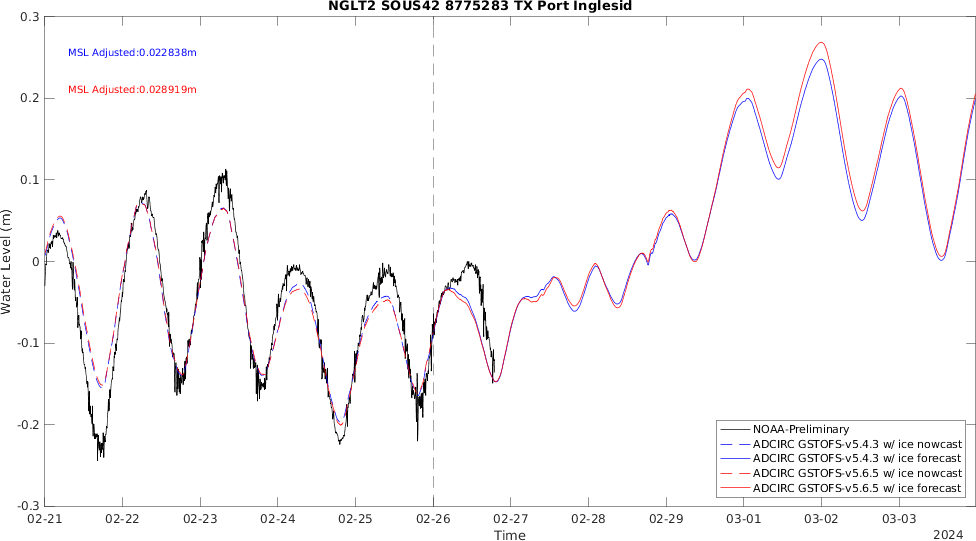 NGLT2 SOUS42 8775283 TX Port Inglesid
MSL Adjusted:0.022838m
MSL Adjusted:0.028919m
Water Level (m)
0.3
0.2
0.1
0
-0.1
-0.2
-0.3
NOAA-Preliminary
ADCIRC GSTOFS-v5.4.3 w/ ice nowcast
ADCIRC GSTOFS-v5.4.3 w/ ice forecast
ADCIRC GSTOFS-v5.6.5 w/ ice nowcast
ADCIRC GSTOFS-v5.6.5 w/ ice forecast
02-21 02-22 02-23 02-24 02-25 02-26 02-27 02-28 02-29 03-01 03-02 03-03
Time
2024